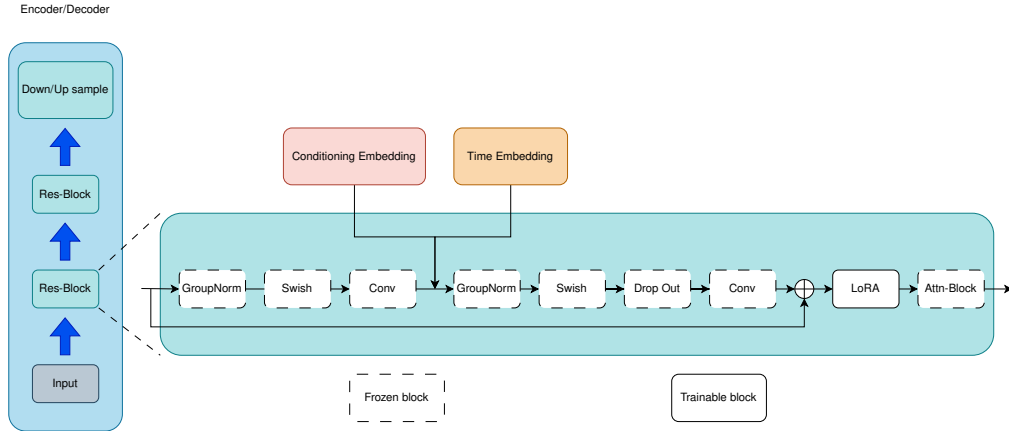 Encoder/Decoder
Down/Up sample
Res-Block
Res-Block
Input
Conditioning Embedding
Time Embedding
GroupNorm
Swish
Conv
GroupNorm
Swish
Drop Out
Conv
LoRA
Attn-Block
Frozen block
Trainable block